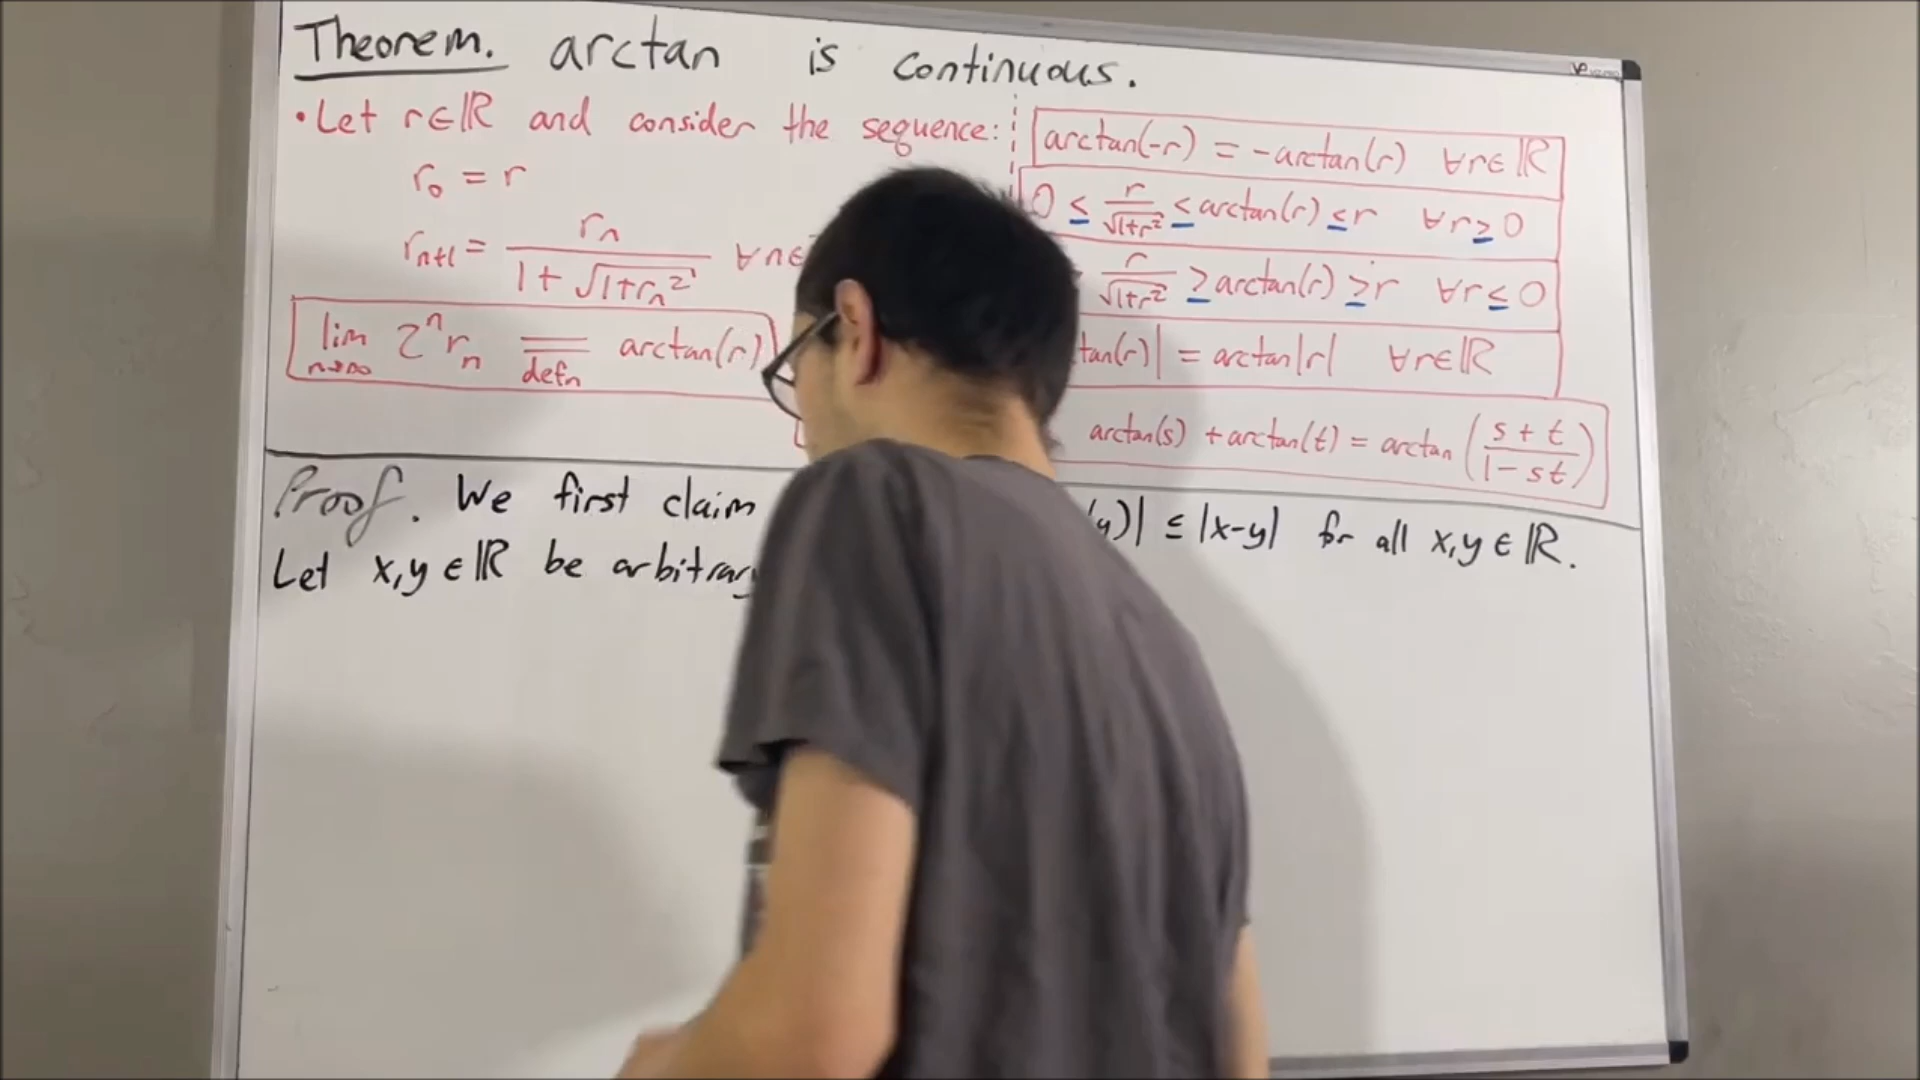 Theorem. arctan is continuous.
• Let r∈ℝ and consider the sequence:
r₀ = r
rₙ₊₁ = rₙ / (1 + √(1+rₙ²)) ∀n∈
lim n→∞ 2ⁿrₙ = defn arctan(r)
arctan(-r) = -arctan(r) ∀r∈ℝ
0 ≤ r/√(1+r²) ≤ arctan(r) ≤ r ∀r≥0
r/√(1+r²) ≥ arctan(r) ≥ r ∀r≤0
tan(r)| = arctan|r| ∀r∈ℝ
arctan(s) + arctan(t) = arctan((s+t)/(1-st))
Proof. We first claim y)| ≤ |x-y| for all x,y∈ℝ.
Let x,y∈ℝ be arbitrary